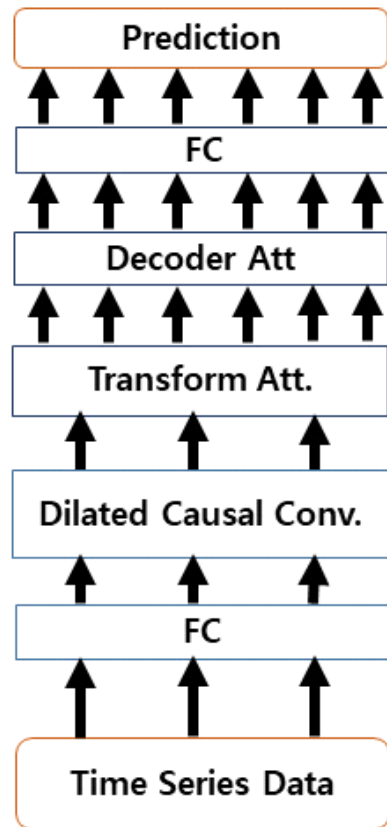 Prediction
FC
Decoder Att
Transform Att.
Dilated Causal Conv.
FC
Time Series Data